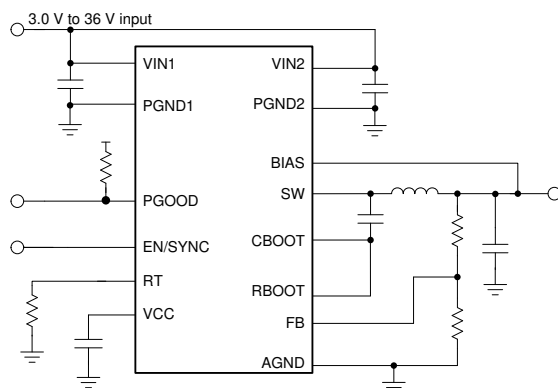 3.0 V to 36 V input
VIN1
VIN2
PGND1
PGND2
BIAS
SW
PGOOD
CBOOT
EN/SYNC
RT
RBOOT
VCC
FB
AGND